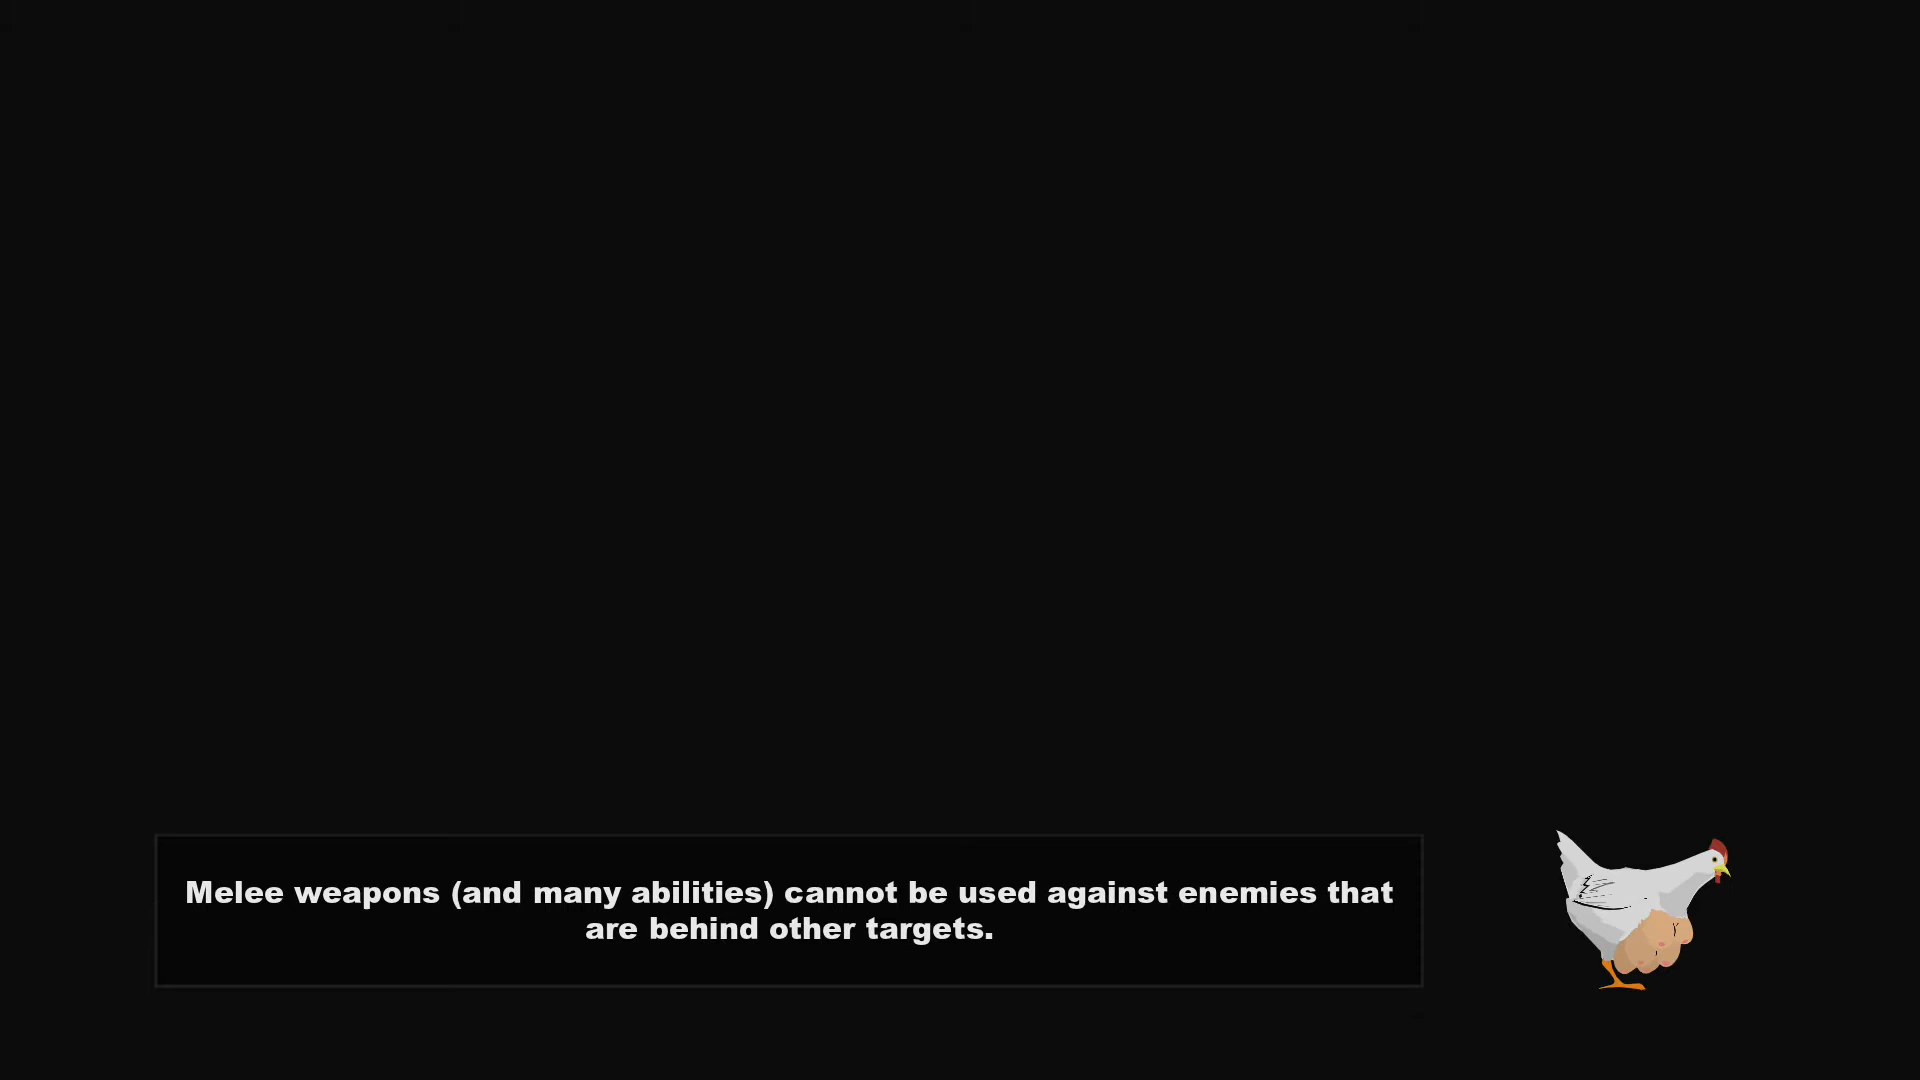 Melee weapons (and many abilities) cannot be used against enemies that
are behind other targets.